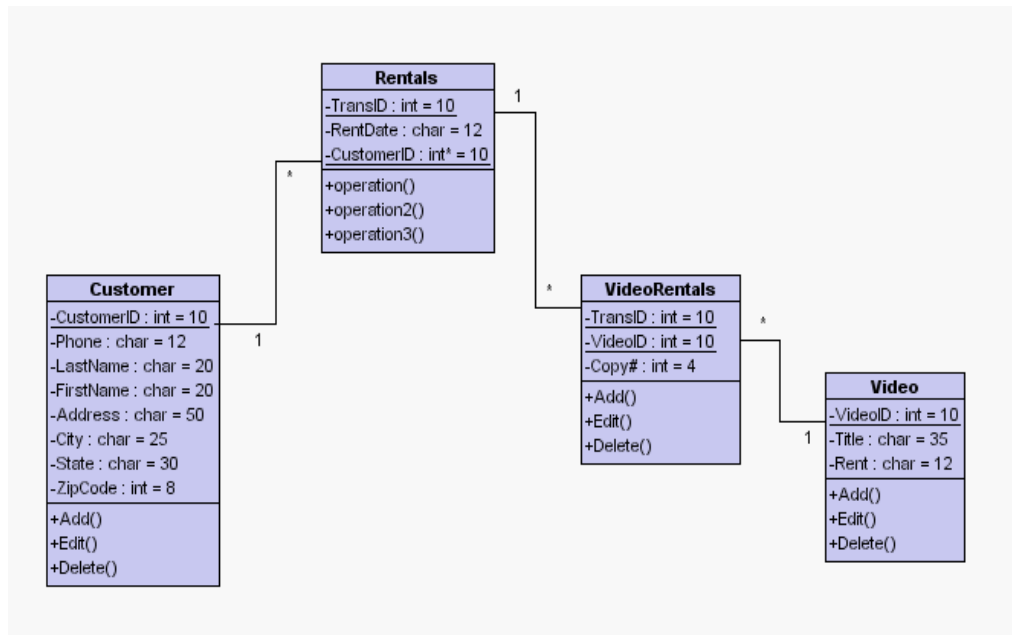 Rentals
-TransID : int = 10
-RentDate : char = 12
-CustomerID : int* = 10
+operation()
+operation2()
+operation3()
1
*
Customer
-CustomerID : int = 10
-Phone : char = 12
-LastName : char = 20
-FirstName : char = 20
-Address : char = 50
-City : char = 25
-State : char = 30
-ZipCode : int = 8
+Add()
+Edit()
+Delete()
1
*
VideoRentals
-TransID : int = 10
-VideoID : int = 10
-Copy# : int = 4
+Add()
+Edit()
+Delete()
*
1
Video
-VideoID : int = 10
-Title : char = 35
-Rent : char = 12
+Add()
+Edit()
+Delete()